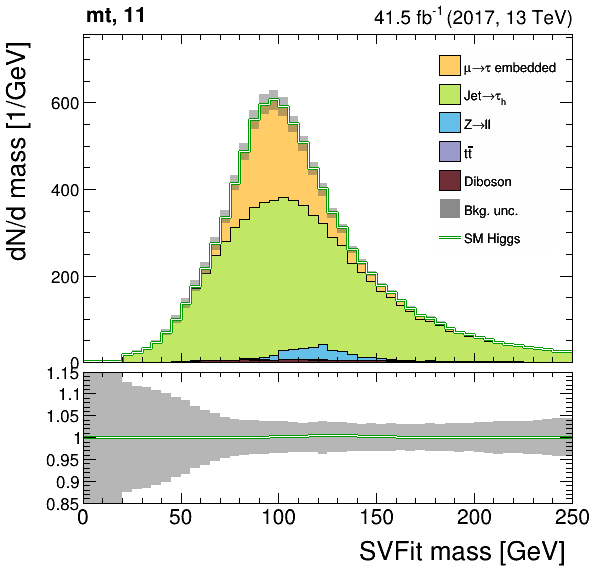 mt, 11
41.5 fb⁻¹ (2017, 13 TeV)
dN/d mass [1/GeV]
600
400
200
0
μ→τ embedded
Jet→τₕ
Z→ll
tt̄
Diboson
Bkg. unc.
SM Higgs
1.15
1.1
1.05
1
0.95
0.9
0.85
0 50 100 150 200 250
SVFit mass [GeV]